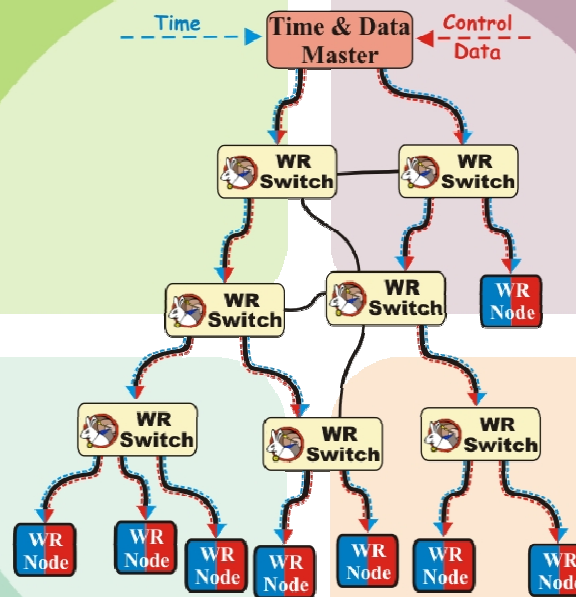 Time
Time & Data
Master
Control
Data
WR
Switch
WR
Switch
WR
Switch
WR
Switch
WR
Node
WR
Switch
WR
Switch
WR
Switch
WR
Node
WR
Node
WR
Node
WR
Node
WR
Node
WR
Node
WR
Node